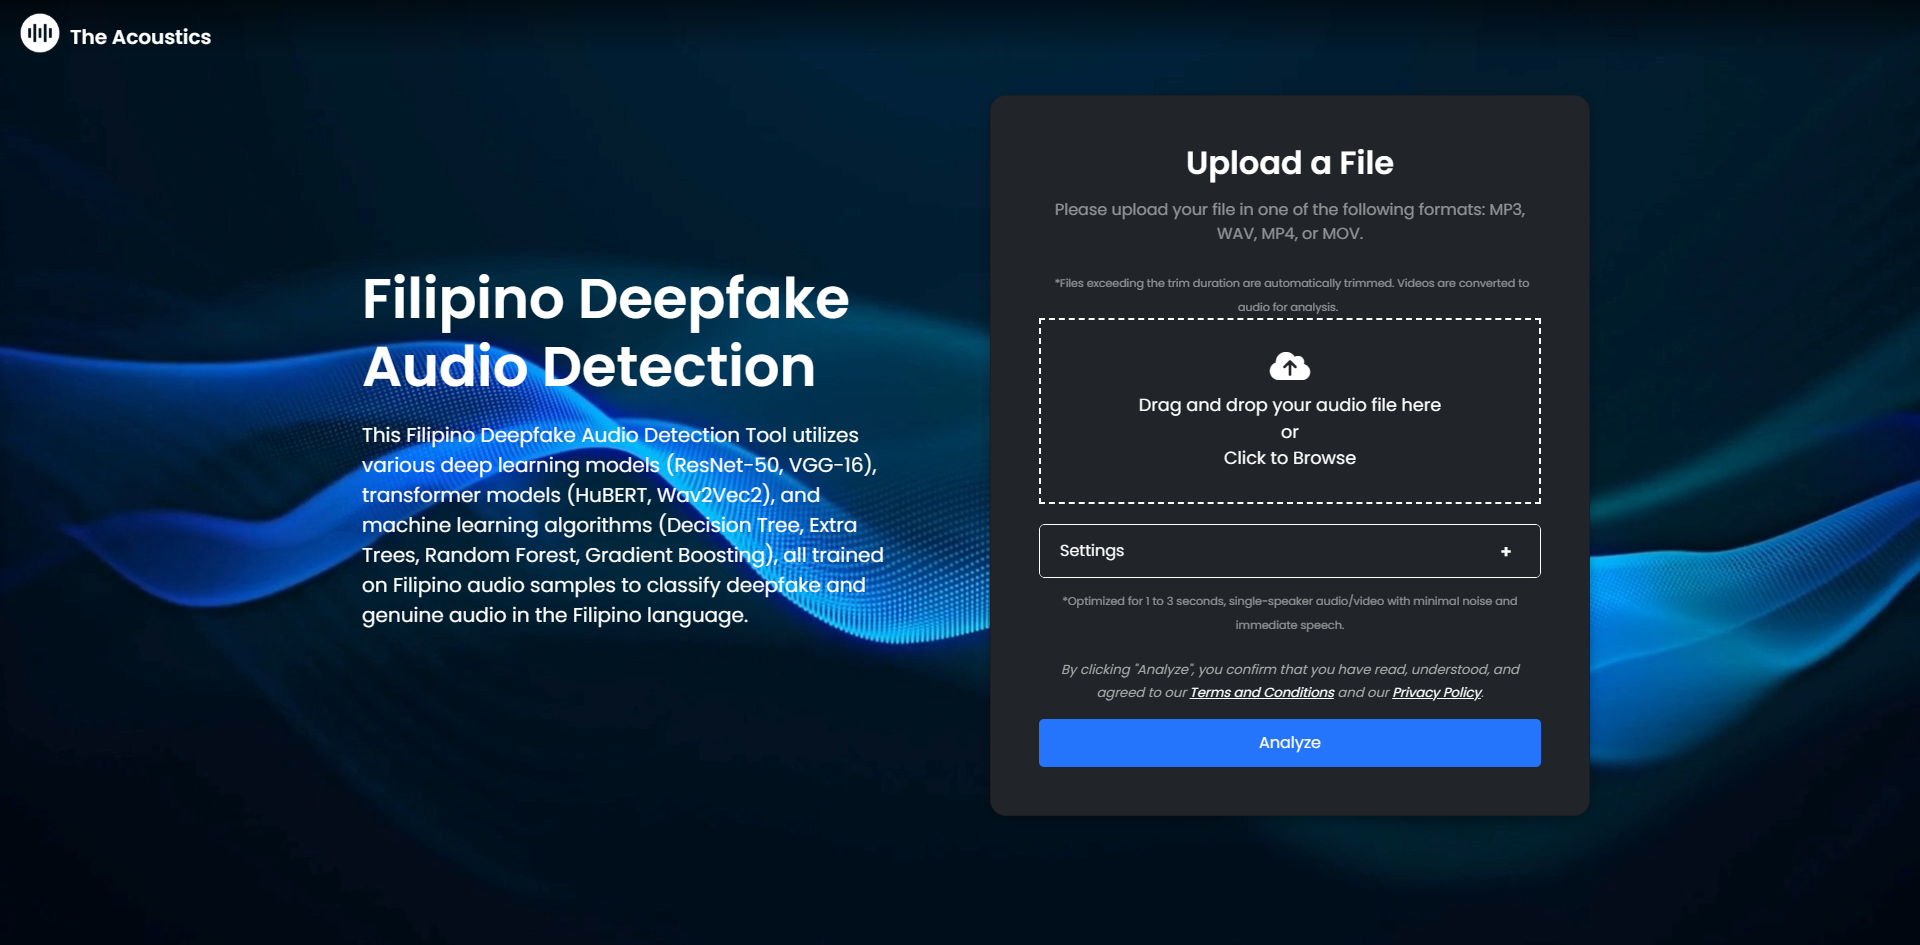 The Acoustics
Filipino Deepfake
Audio Detection
This Filipino Deepfake Audio Detection Tool utilizes
various deep learning models (ResNet-50, VGG-16),
transformer models (HuBERT, Wav2Vec2), and
machine learning algorithms (Decision Tree, Extra
Trees, Random Forest, Gradient Boosting), all trained
on Filipino audio samples to classify deepfake and
genuine audio in the Filipino language.
Upload a File
Please upload your file in one of the following formats: MP3,
WAV, MP4, or MOV.
*Files exceeding the trim duration are automatically trimmed. Videos are converted to
audio for analysis.
Drag and drop your audio file here
or
Click to Browse
Settings +
*Optimized for 1 to 3 seconds, single-speaker audio/video with minimal noise and
immediate speech.
By clicking "Analyze", you confirm that you have read, understood, and
agreed to our Terms and Conditions and our Privacy Policy.
Analyze